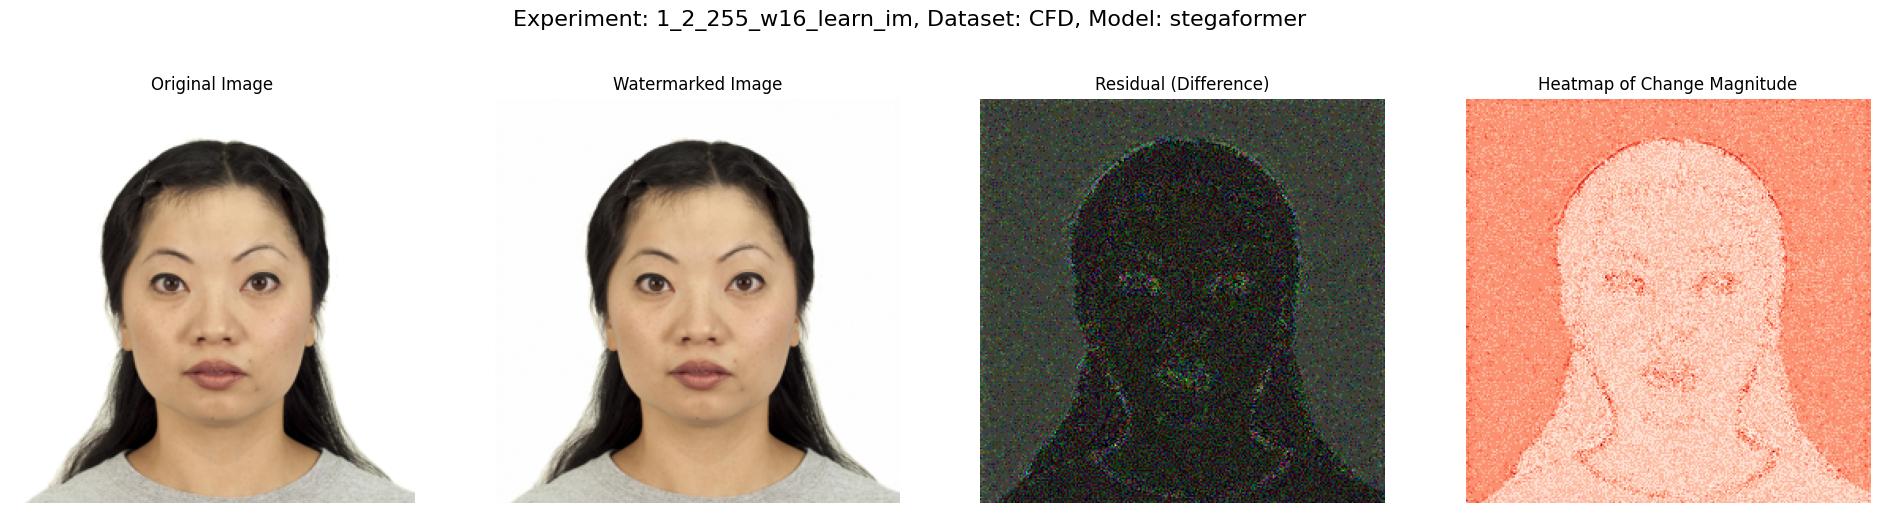 Experiment: 1_2_255_w16_learn_im, Dataset: CFD, Model: stegaformer
Original Image
Watermarked Image
Residual (Difference)
Heatmap of Change Magnitude